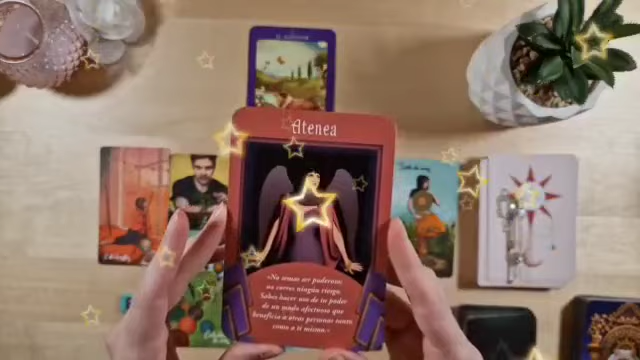 Atenea
«No temas ser poderosa,
no corres ningún riesgo.
Sabes hacer uso de tu poder
de un modo afectuoso que
beneficia a otras personas tanto
como a ti misma.»